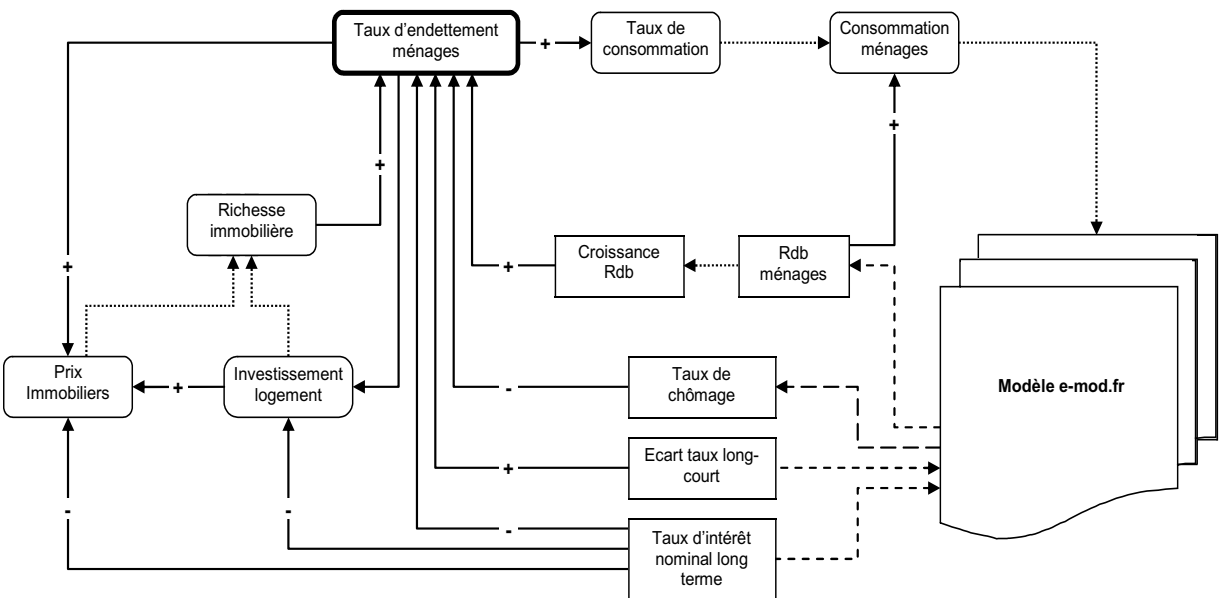 Taux d'endettement
ménages
+
Taux de
consommation
Consommation
ménages
+
+
Richesse
immobilière
+
+
Croissance
Rdb
Rdb
ménages
Prix
Immobiliers
+
Investissement
logement
-
Taux de
chômage
Modèle e-mod.fr
+
Ecart taux long-
court
-
-
-
Taux d'intérêt
nominal long
terme